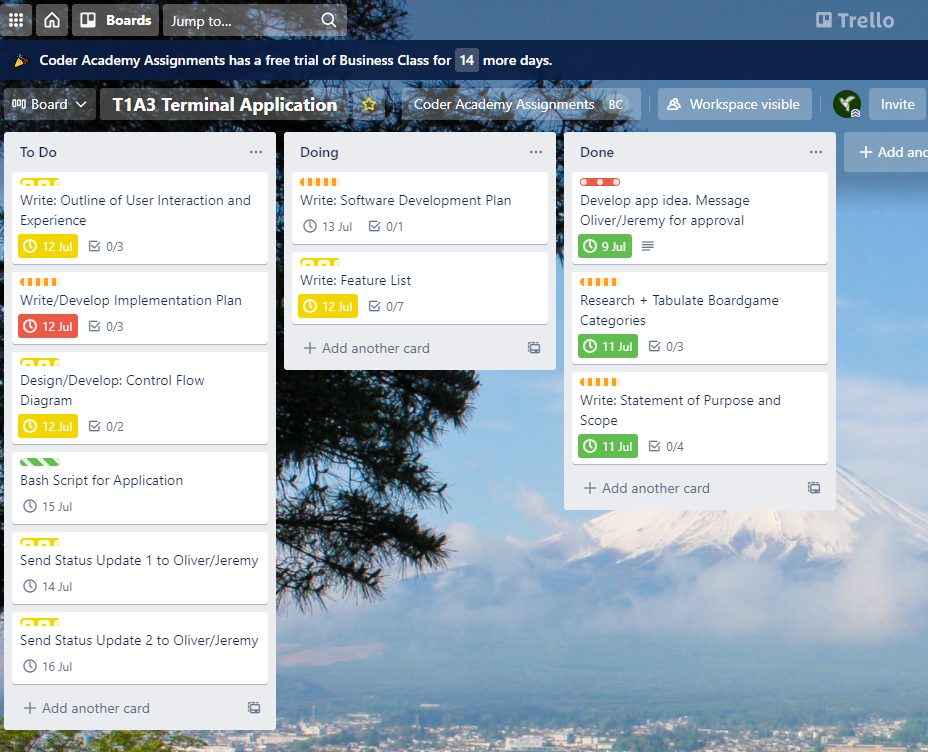 Boards
Jump to...
Trello
Coder Academy Assignments has a free trial of Business Class for 14 more days.
Board
T1A3 Terminal Application
Coder Academy Assignments BC
Workspace visible
Invite
To Do
Write: Outline of User Interaction and
Experience
12 Jul 0/3
Write/Develop Implementation Plan
12 Jul 0/3
Design/Develop: Control Flow
Diagram
12 Jul 0/2
Bash Script for Application
15 Jul
Send Status Update 1 to Oliver/Jeremy
14 Jul
Send Status Update 2 to Oliver/Jeremy
16 Jul
+ Add another card
Doing
Write: Software Development Plan
13 Jul 0/1
Write: Feature List
12 Jul 0/7
+ Add another card
Done
Develop app idea. Message
Oliver/Jeremy for approval
9 Jul
Research + Tabulate Boardgame
Categories
11 Jul 0/3
Write: Statement of Purpose and
Scope
11 Jul 0/4
+ Add another card
+ Add ano